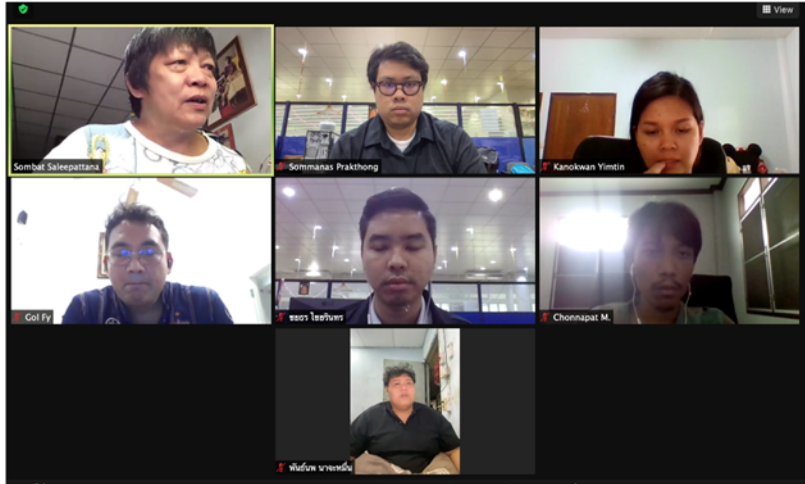 View
Sombat Saleepattana
Sommanas Prakthong
Kanokwan Yimtin
Gol Fy
ชยธร ไชยรินทร
Chonnapat M.
พันธ์นพ นาจะหมื่น